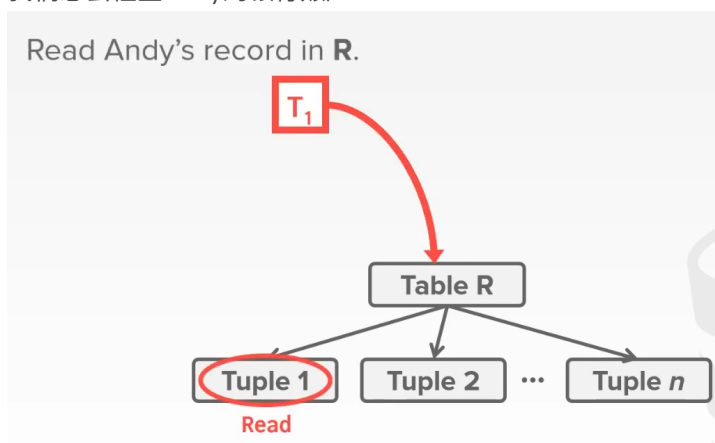 Read Andy's record in R.
T1
Table R
Tuple 1 Tuple 2 ... Tuple n
Read